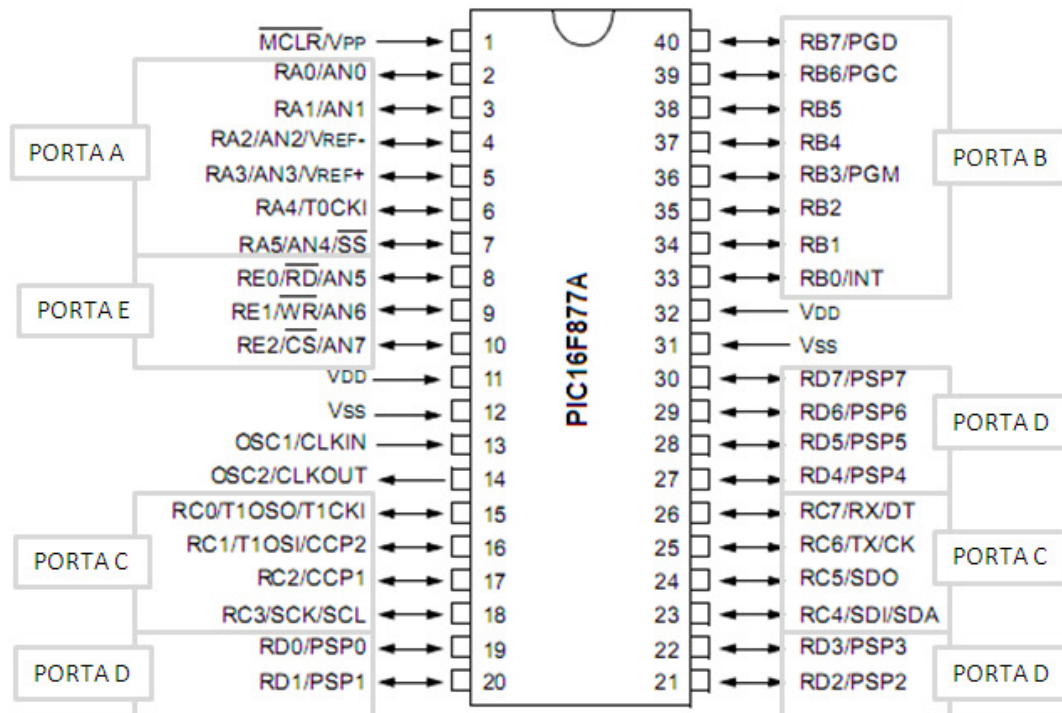 MCLR/VPP 1
RA0/AN0 2
RA1/AN1 3
RA2/AN2/VREF- 4
RA3/AN3/VREF+ 5
RA4/T0CKI 6
RA5/AN4/SS 7
PORTA A
RE0/RD/AN5 8
RE1/WR/AN6 9
RE2/CS/AN7 10
PORTA E
VDD 11
VSS 12
OSC1/CLKIN 13
OSC2/CLKOUT 14
RC0/T1OSO/T1CKI 15
RC1/T1OSI/CCP2 16
RC2/CCP1 17
RC3/SCK/SCL 18
PORTA C
RD0/PSP0 19
RD1/PSP1 20
PORTA D
PIC16F877A
40 RB7/PGD
39 RB6/PGC
38 RB5
37 RB4
36 RB3/PGM
35 RB2
34 RB1
33 RB0/INT
PORTA B
32 VDD
31 VSS
30 RD7/PSP7
29 RD6/PSP6
28 RD5/PSP5
27 RD4/PSP4
PORTA D
26 RC7/RX/DT
25 RC6/TX/CK
24 RC5/SDO
23 RC4/SDI/SDA
PORTA C
22 RD3/PSP3
21 RD2/PSP2
PORTA D